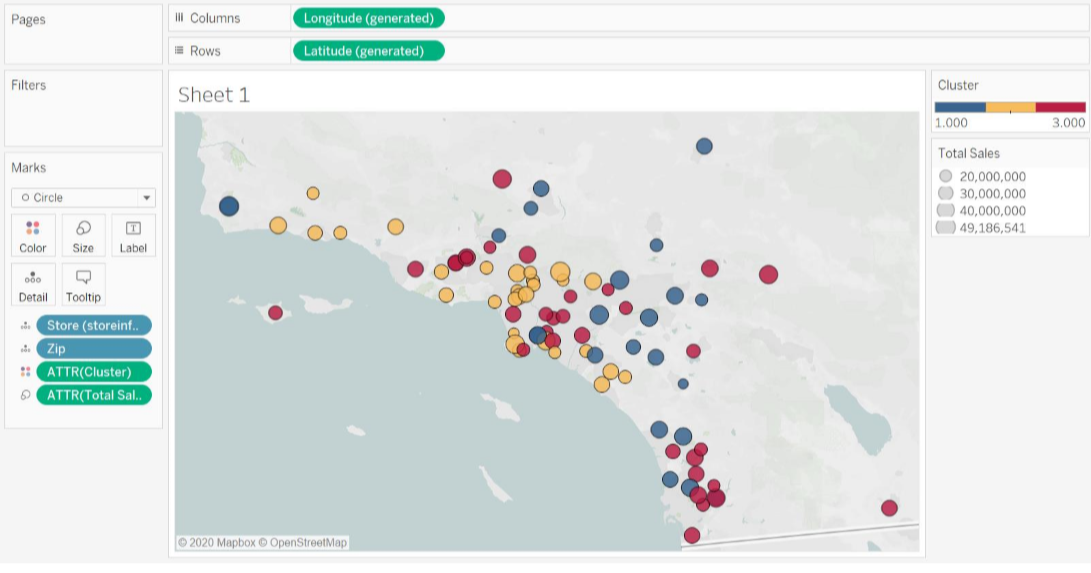 Pages
Columns
Longitude (generated)
Rows
Latitude (generated)
Filters
Marks
Circle
Color
Size
Label
Detail
Tooltip
Store (storeinf..
Zip
ATTR(Cluster)
ATTR(Total Sal..
Sheet 1
© 2020 Mapbox © OpenStreetMap
Cluster
1.000 3.000
Total Sales
20,000,000
30,000,000
40,000,000
49,186,541